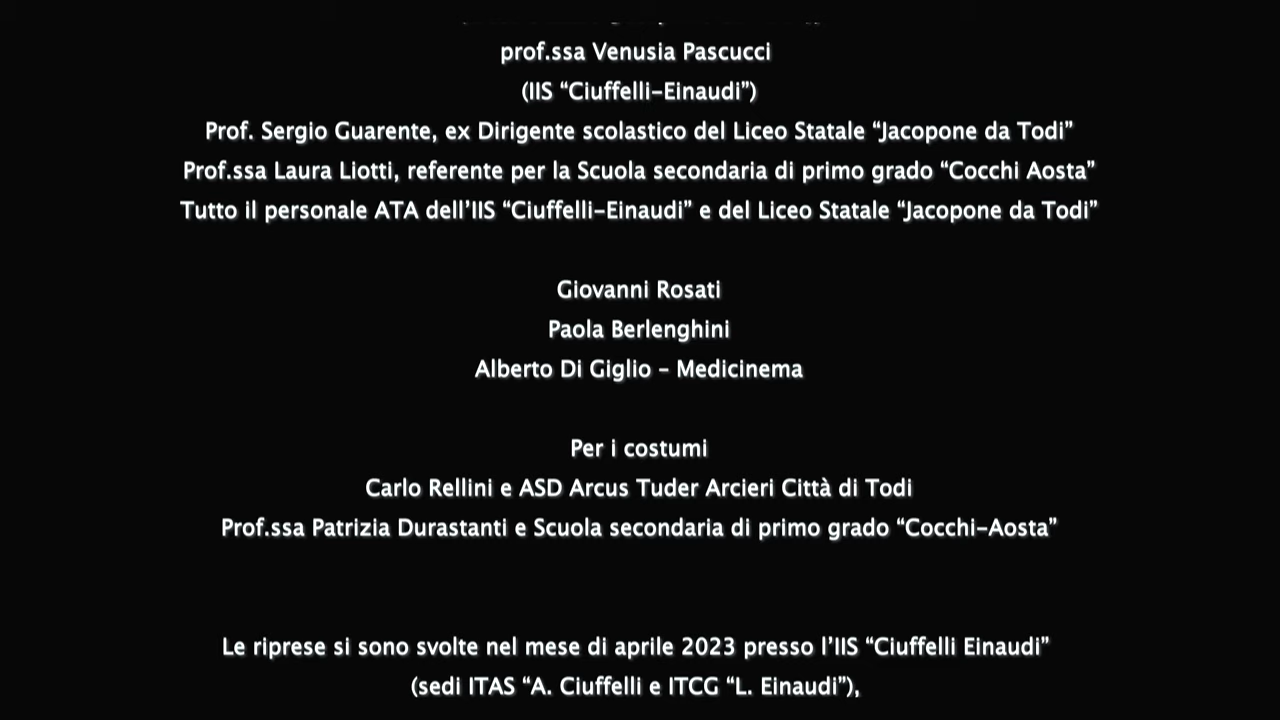 prof.ssa Venusia Pascucci
(IIS “Ciuffelli-Einaudi”)
Prof. Sergio Guarente, ex Dirigente scolastico del Liceo Statale “Jacopone da Todi”
Prof.ssa Laura Liotti, referente per la Scuola secondaria di primo grado “Cocchi Aosta”
Tutto il personale ATA dell’IIS “Ciuffelli-Einaudi” e del Liceo Statale “Jacopone da Todi”
Giovanni Rosati
Paola Berlenghini
Alberto Di Giglio - Medicinema
Per i costumi
Carlo Rellini e ASD Arcus Tuder Arcieri Città di Todi
Prof.ssa Patrizia Durastanti e Scuola secondaria di primo grado “Cocchi-Aosta”
Le riprese si sono svolte nel mese di aprile 2023 presso l’IIS “Ciuffelli Einaudi”
(sedi ITAS “A. Ciuffelli e ITCG “L. Einaudi”),